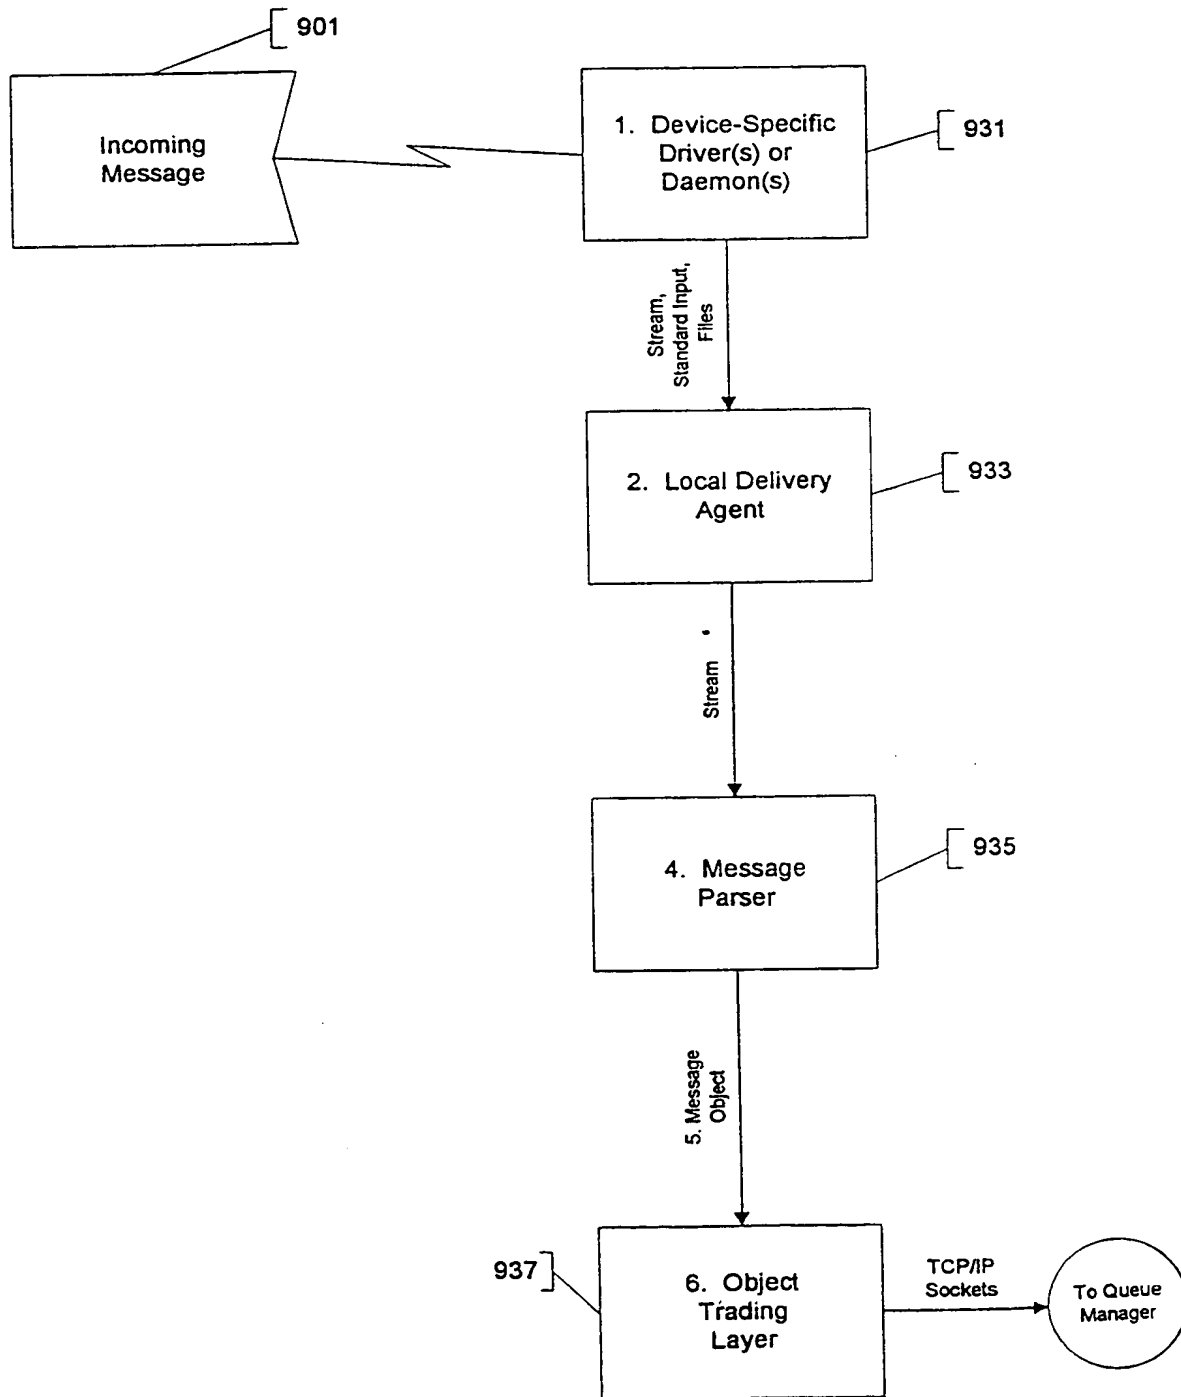 901
Incoming
Message
1. Device-Specific
Driver(s) or
Daemon(s)
931
Stream,
Standard Input,
Files
2. Local Delivery
Agent
933
Stream
4. Message
Parser
935
5. Message
Object
937
6. Object
Trading
Layer
TCP/IP
Sockets
To Queue
Manager